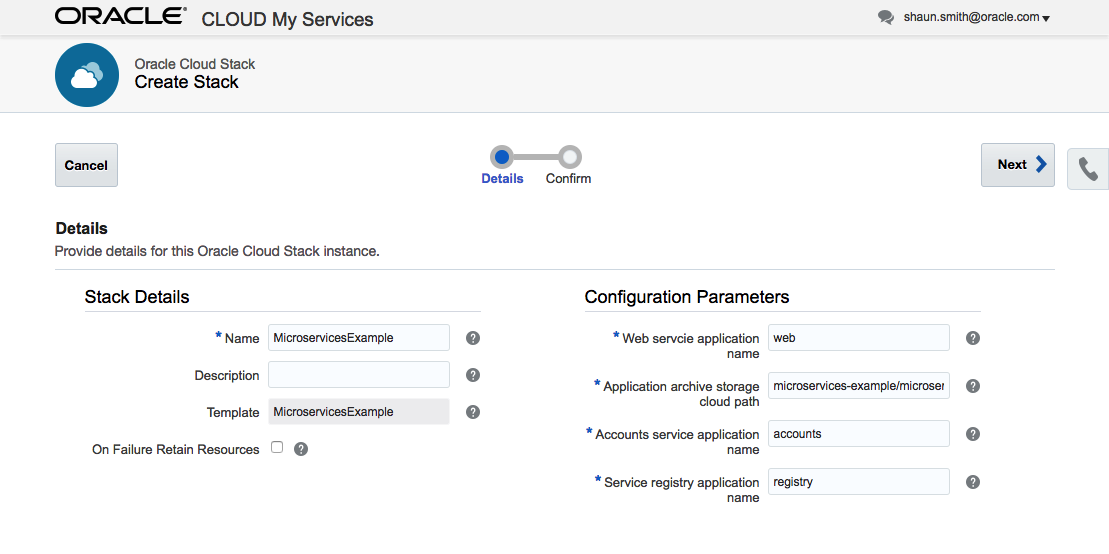 ORACLE® CLOUD My Services
shaun.smith@oracle.com
Oracle Cloud Stack
Create Stack
Cancel
Details
Confirm
Next
Details
Provide details for this Oracle Cloud Stack instance.
Stack Details
* Name
MicroservicesExample
?
Description
?
Template
MicroservicesExample
?
On Failure Retain Resources
?
Configuration Parameters
* Web servcie application
name
web
?
* Application archive storage
cloud path
microservices-example/microser
?
* Accounts service application
name
accounts
?
* Service registry application
name
registry
?